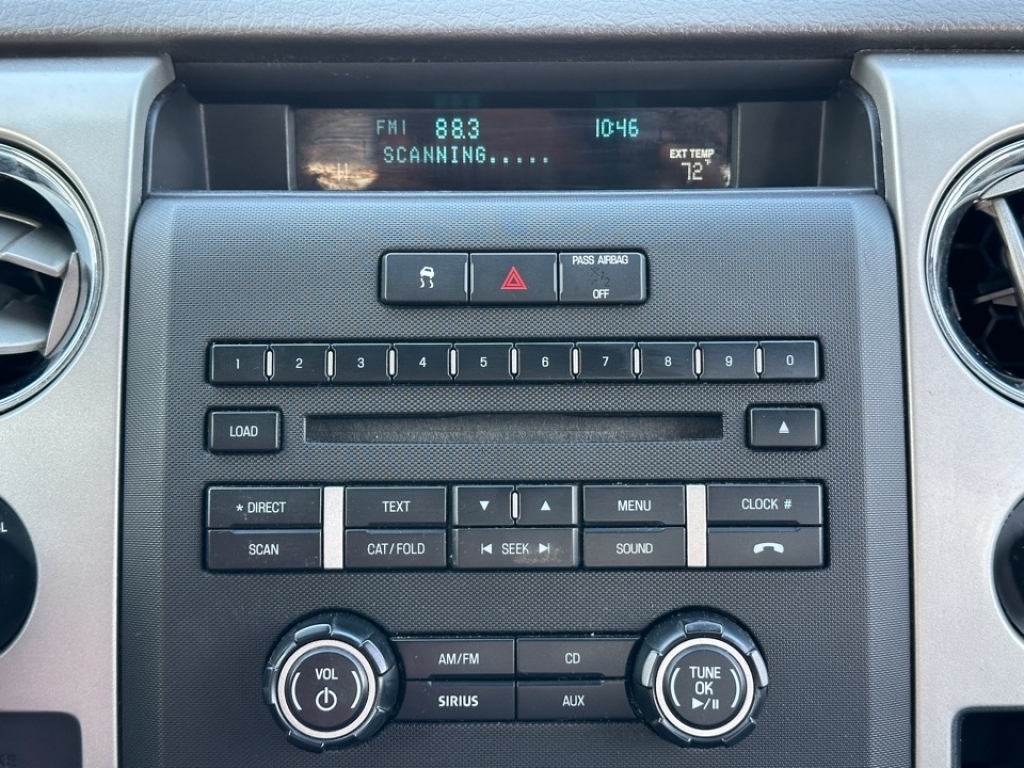 FM1 88.3 10:46
SCANNING.....
EXT TEMP
72°F
PASS AIRBAG
OFF
1 2 3 4 5 6 7 8 9 0
LOAD
* DIRECT TEXT MENU CLOCK #
SCAN CAT/FOLD SEEK SOUND
VOL AM/FM CD TUNE
OK
SIRIUS AUX